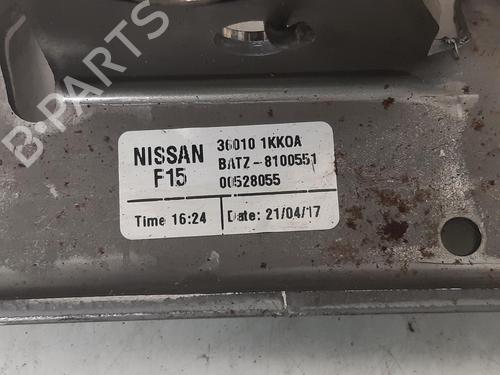 B-PARTS
NISSAN
F15
36010 1KK0A
BATZ-8100551
00528055
Time 16:24
Date: 21/04/17